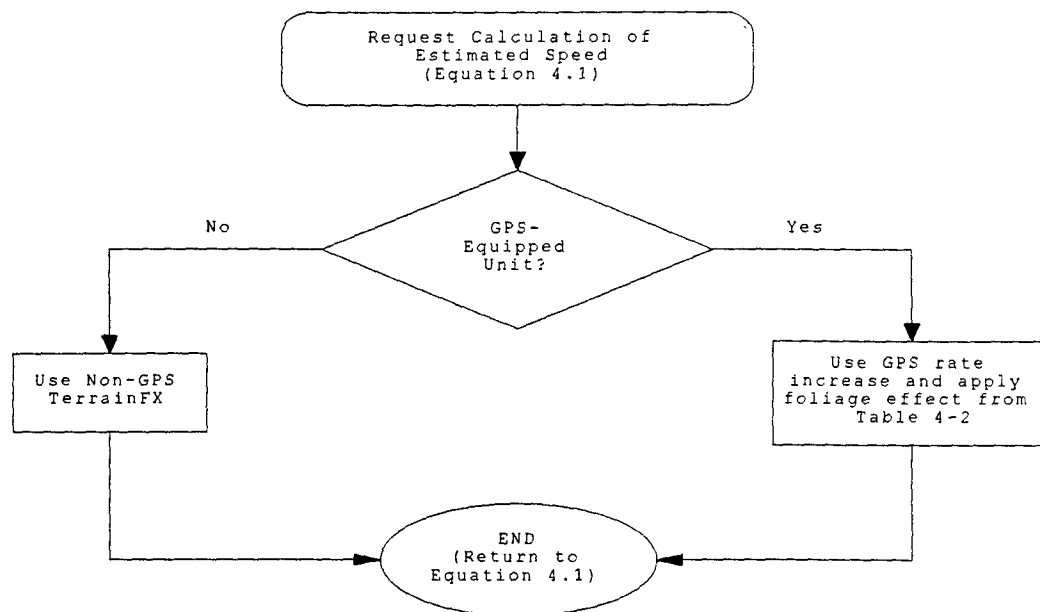 Request Calculation of
Estimated Speed
(Equation 4.1)
No
GPS-
Equipped
Unit?
Yes
Use Non-GPS
TerrainFX
Use GPS rate
increase and apply
foliage effect from
Table 4-2
END
(Return to
Equation 4.1)